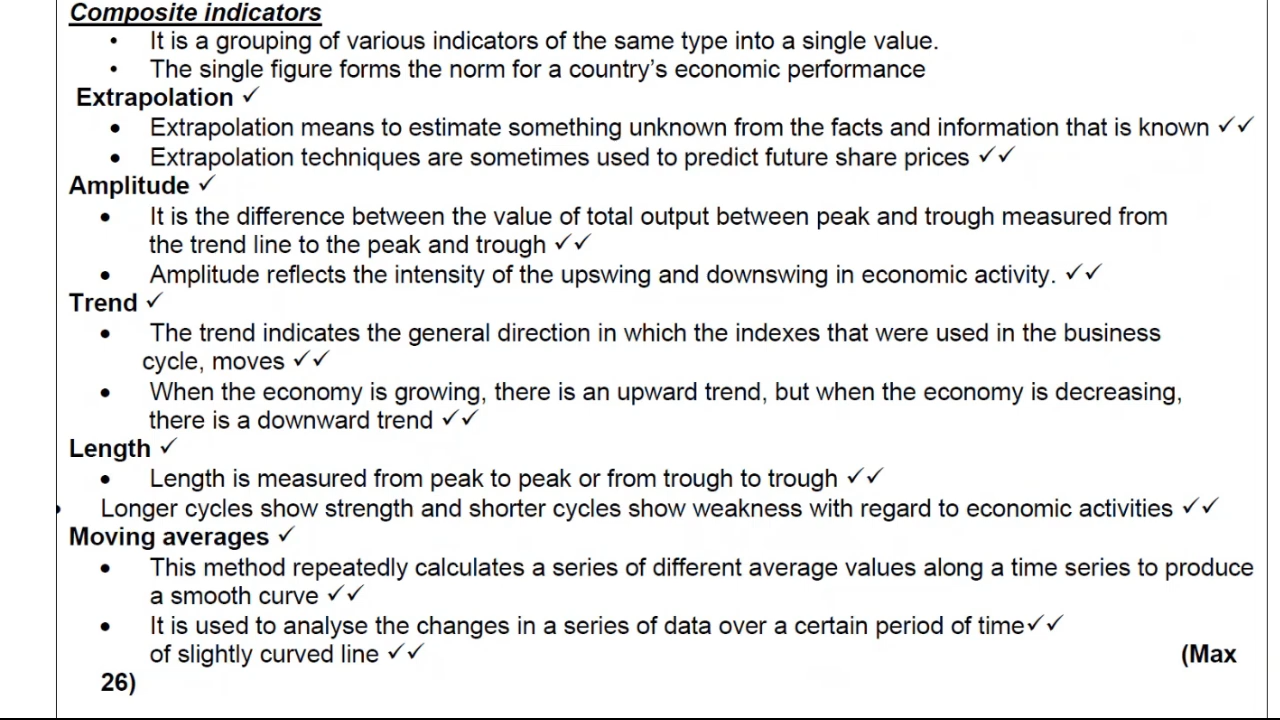 Composite indicators
• It is a grouping of various indicators of the same type into a single value.
• The single figure forms the norm for a country's economic performance
Extrapolation ✓
• Extrapolation means to estimate something unknown from the facts and information that is known ✓✓
• Extrapolation techniques are sometimes used to predict future share prices ✓✓
Amplitude ✓
• It is the difference between the value of total output between peak and trough measured from
the trend line to the peak and trough ✓✓
• Amplitude reflects the intensity of the upswing and downswing in economic activity. ✓✓
Trend ✓
• The trend indicates the general direction in which the indexes that were used in the business
cycle, moves ✓✓
• When the economy is growing, there is an upward trend, but when the economy is decreasing,
there is a downward trend ✓✓
Length ✓
• Length is measured from peak to peak or from trough to trough ✓✓
• Longer cycles show strength and shorter cycles show weakness with regard to economic activities ✓✓
Moving averages ✓
• This method repeatedly calculates a series of different average values along a time series to produce
a smooth curve ✓✓
• It is used to analyse the changes in a series of data over a certain period of time✓✓
of slightly curved line ✓✓ (Max
26)